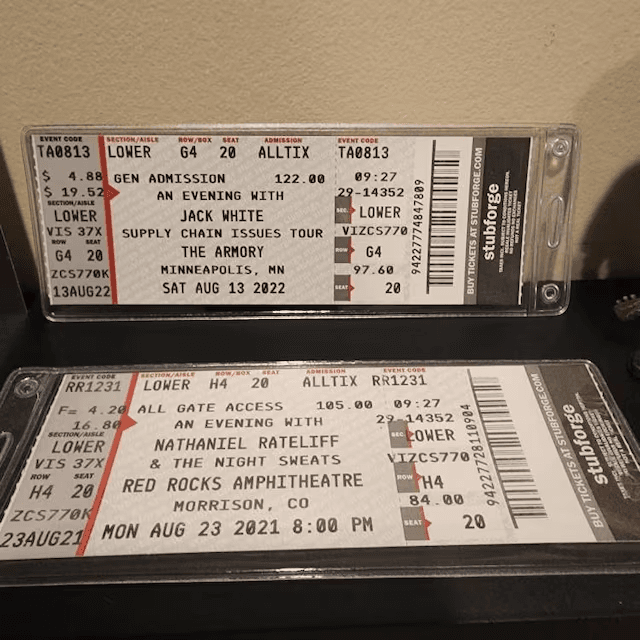 EVENT CODE SECTION/AISLE ROW/BOX SEAT ADMISSION EVENT CODE
TA0813 LOWER G4 20 ALLTIX TA0813
$ 4.88 GEN ADMISSION 122.00 09:27
$ 19.52 AN EVENING WITH 29-14352
SECTION/AISLE
LOWER JACK WHITE SEC. LOWER
VIS 37X SUPPLY CHAIN ISSUES TOUR VIZCS770
ROW SEAT
G4 20 THE ARMORY ROW G4
ZCS770K MINNEAPOLIS, MN 97.60
13AUG22 SAT AUG 13 2022 SEAT 20
94227774847809
BUY TICKETS AT STUBFORGE.COM
stubforge
EVENT CODE SECTION/AISLE ROW/BOX SEAT ADMISSION EVENT CODE
RR1231 LOWER H4 20 ALLTIX RR1231
F= 4.20 ALL GATE ACCESS 105.00 09:27
16.80 AN EVENING WITH 29-14352
SECTION/AISLE
LOWER NATHANIEL RATELIFF SEC. LOWER
VIS 37X & THE NIGHT SWEATS VIZCS770
ROW SEAT
H4 20 RED ROCKS AMPHITHEATRE ROW H4
ZCS770K MORRISON, CO 84.00
23AUG21 MON AUG 23 2021 8:00 PM SEAT 20
94227728110904
BUY TICKETS AT STUBFORGE.COM
stubforge